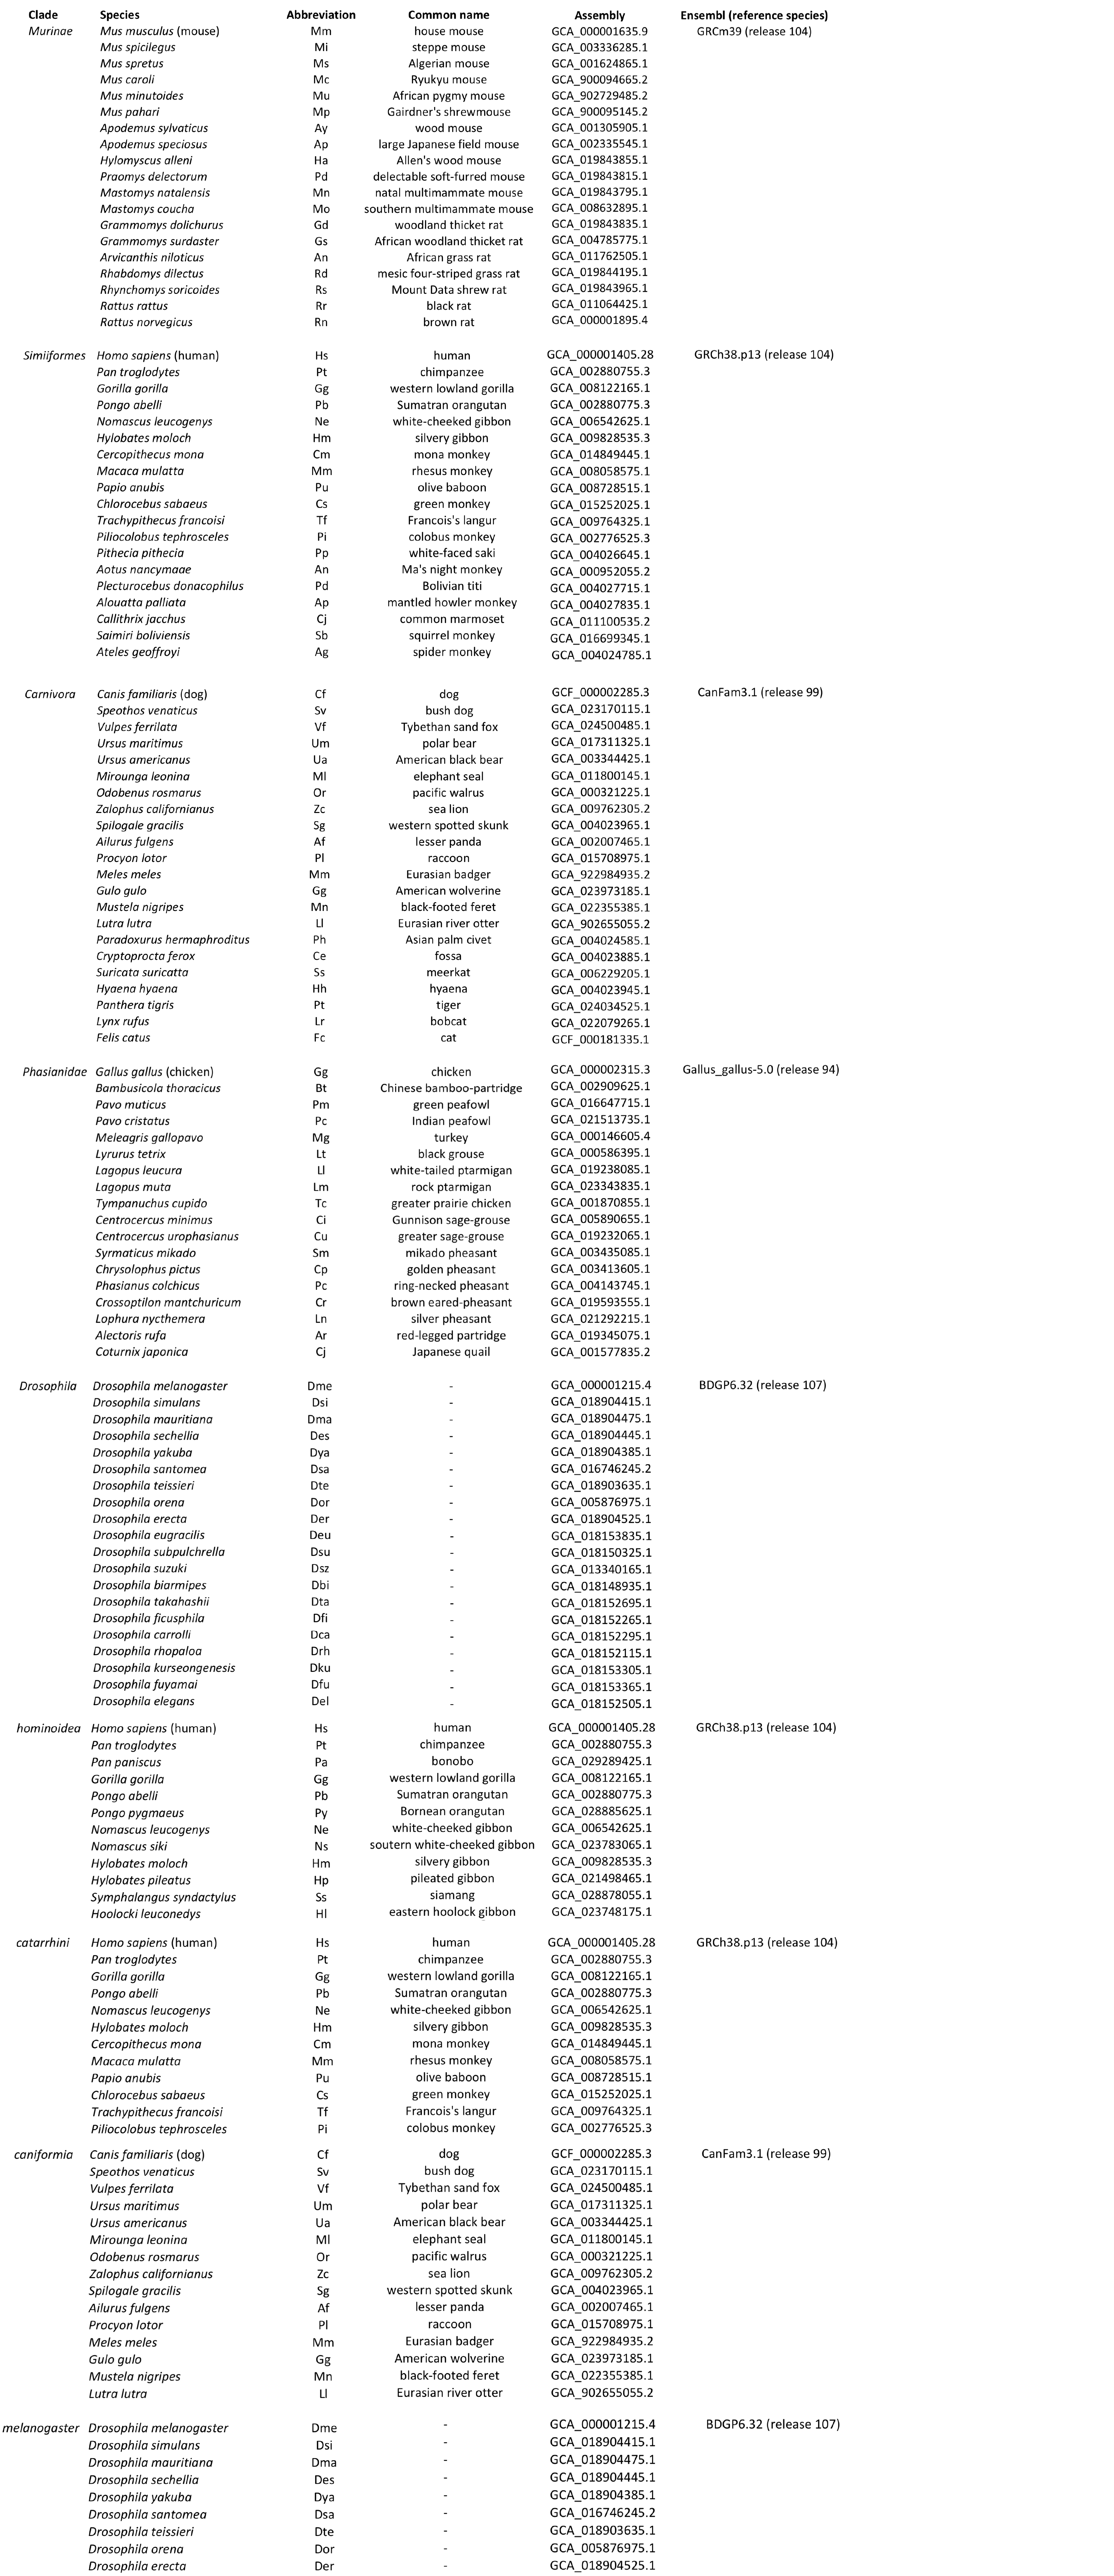 Clade Species Abbreviation Common name Assembly Ensembl (reference species)
Murinae Mus musculus (mouse) Mm house mouse GCA_000001635.9 GRCm39 (release 104)
Mus spicilegus Mi steppe mouse GCA_003336285.1
Mus spretus Ms Algerian mouse GCA_001624865.1
Mus caroli Mc Ryukyu mouse GCA_900094665.2
Mus minutoides Mu African pygmy mouse GCA_902729485.2
Mus pahari Mp Gairdner's shrewmouse GCA_900095145.2
Apodemus sylvaticus Ay wood mouse GCA_001305905.1
Apodemus speciosus Ap large Japanese field mouse GCA_002335545.1
Hylomyscus alleni Ha Allen's wood mouse GCA_019843855.1
Praomys delectorum Pd delectable soft-furred mouse GCA_019843815.1
Mastomys natalensis Mn natal multimammate mouse GCA_019843795.1
Mastomys coucha Mo southern multimammate mouse GCA_008632895.1
Grammomys dolichurus Gd woodland thicket rat GCA_019843835.1
Grammomys surdaster Gs African woodland thicket rat GCA_004785775.1
Arvicanthis niloticus An African grass rat GCA_011762505.1
Rhabdomys dilectus Rd mesic four-striped grass rat GCA_019844195.1
Rhynchomys soricoides Rs Mount Data shrew rat GCA_019843965.1
Rattus rattus Rr black rat GCA_011064425.1
Rattus norvegicus Rn brown rat GCA_000001895.4
Simiiformes Homo sapiens (human) Hs human GCA_000001405.28 GRCh38.p13 (release 104)
Pan troglodytes Pt chimpanzee GCA_002880755.3
Gorilla gorilla Gg western lowland gorilla GCA_008122165.1
Pongo abelli Pb Sumatran orangutan GCA_002880775.3
Nomascus leucogenys Ne white-cheeked gibbon GCA_006542625.1
Hylobates moloch Hm silvery gibbon GCA_009828535.3
Cercopithecus mona Cm mona monkey GCA_014849445.1
Macaca mulatta Mm rhesus monkey GCA_008058575.1
Papio anubis Pu olive baboon GCA_008728515.1
Chlorocebus sabaeus Cs green monkey GCA_015252025.1
Trachypithecus francoisi Tf Francois's langur GCA_009764325.1
Piliocolobus tephrosceles Pi colobus monkey GCA_002776525.3
Pithecia pithecia Pp white-faced saki GCA_004026645.1
Aotus nancymaae An Ma's night monkey GCA_000952055.2
Plecturocebus donacophilus Pd Bolivian titi GCA_004027715.1
Alouatta palliata Ap mantled howler monkey GCA_004027835.1
Callithrix jacchus Cj common marmoset GCA_011100535.2
Saimiri boliviensis Sb squirrel monkey GCA_016699345.1
Ateles geoffroyi Ag spider monkey GCA_004024785.1
Carnivora Canis familiaris (dog) Cf dog GCF_000002285.3 CanFam3.1 (release 99)
Speothos venaticus Sv bush dog GCA_023170115.1
Vulpes ferrilata Vf Tybethan sand fox GCA_024500485.1
Ursus maritimus Um polar bear GCA_017311325.1
Ursus americanus Ua American black bear GCA_003344425.1
Mirounga leonina Ml elephant seal GCA_011800145.1
Odobenus rosmarus Or pacific walrus GCA_000321225.1
Zalophus californianus Zc sea lion GCA_009762305.2
Spilogale gracilis Sg western spotted skunk GCA_004023965.1
Ailurus fulgens Af lesser panda GCA_002007465.1
Procyon lotor Pl raccoon GCA_015708975.1
Meles meles Mm Eurasian badger GCA_922984935.2
Gulo gulo Gg American wolverine GCA_023973185.1
Mustela nigripes Mn black-footed feret GCA_022355385.1
Lutra lutra Ll Eurasian river otter GCA_902655055.2
Paradoxurus hermaphroditus Ph Asian palm civet GCA_004024585.1
Cryptoprocta ferox Ce fossa GCA_004023885.1
Suricata suricatta Ss meerkat GCA_006229205.1
Hyaena hyaena Hh hyaena GCA_004023945.1
Panthera tigris Pt tiger GCA_024034525.1
Lynx rufus Lr bobcat GCA_022079265.1
Felis catus Fc cat GCF_000181335.1
Phasianidae Gallus gallus (chicken) Gg chicken GCA_000002315.3 Gallus_gallus-5.0 (release 94)
Bambusicola thoracicus Bt Chinese bamboo-partridge GCA_002909625.1
Pavo muticus Pm green peafowl GCA_016647715.1
Pavo cristatus Pc Indian peafowl GCA_021513735.1
Meleagris gallopavo Mg turkey GCA_000146605.4
Lyrurus tetrix Lt black grouse GCA_000586395.1
Lagopus leucura Ll white-tailed ptarmigan GCA_019238085.1
Lagopus muta Lm rock ptarmigan GCA_023343835.1
Tympanuchus cupido Tc greater prairie chicken GCA_001870855.1
Centrocercus minimus Ci Gunnison sage-grouse GCA_005890655.1
Centrocercus urophasianus Cu greater sage-grouse GCA_019232065.1
Syrmaticus mikado Sm mikado pheasant GCA_003435085.1
Chrysolophus pictus Cp golden pheasant GCA_003413605.1
Phasianus colchicus Pc ring-necked pheasant GCA_004143745.1
Crossoptilon mantchuricum Cr brown eared-pheasant GCA_019593555.1
Lophura nycthemera Ln silver pheasant GCA_021292215.1
Alectoris rufa Ar red-legged partridge GCA_019345075.1
Coturnix japonica Cj Japanese quail GCA_001577835.2
Drosophila Drosophila melanogaster Dme - GCA_000001215.4 BDGP6.32 (release 107)
Drosophila simulans Dsi - GCA_018904415.1
Drosophila mauritiana Dma - GCA_018904475.1
Drosophila sechellia Des - GCA_018904445.1
Drosophila yakuba Dya - GCA_018904385.1
Drosophila santomea Dsa - GCA_016746245.2
Drosophila teissieri Dte - GCA_018903635.1
Drosophila orena Dor - GCA_005876975.1
Drosophila erecta Der - GCA_018904525.1
Drosophila eugracilis Deu - GCA_018153835.1
Drosophila subpulchrella Dsu - GCA_018150325.1
Drosophila suzuki Dsz - GCA_013340165.1
Drosophila biarmipes Dbi - GCA_018148935.1
Drosophila takahashii Dta - GCA_018152695.1
Drosophila ficusphila Dfi - GCA_018152265.1
Drosophila carrolli Dca - GCA_018152295.1
Drosophila rhopaloa Drh - GCA_018152115.1
Drosophila kurseongenesis Dku - GCA_018153305.1
Drosophila fuyamai Dfu - GCA_018153365.1
Drosophila elegans Del - GCA_018152505.1
hominoidea Homo sapiens (human) Hs human GCA_000001405.28 GRCh38.p13 (release 104)
Pan troglodytes Pt chimpanzee GCA_002880755.3
Pan paniscus Pa bonobo GCA_029289425.1
Gorilla gorilla Gg western lowland gorilla GCA_008122165.1
Pongo abelli Pb Sumatran orangutan GCA_002880775.3
Pongo pygmaeus Py Bornean orangutan GCA_028885625.1
Nomascus leucogenys Ne white-cheeked gibbon GCA_006542625.1
Nomascus siki Ns soutern white-cheeked gibbon GCA_023783065.1
Hylobates moloch Hm silvery gibbon GCA_009828535.3
Hylobates pileatus Hp pileated gibbon GCA_021498465.1
Symphalangus syndactylus Ss siamang GCA_028878055.1
Hoolocki leuconedys Hl eastern hoolock gibbon GCA_023748175.1
catarrhini Homo sapiens (human) Hs human GCA_000001405.28 GRCh38.p13 (release 104)
Pan troglodytes Pt chimpanzee GCA_002880755.3
Gorilla gorilla Gg western lowland gorilla GCA_008122165.1
Pongo abelli Pb Sumatran orangutan GCA_002880775.3
Nomascus leucogenys Ne white-cheeked gibbon GCA_006542625.1
Hylobates moloch Hm silvery gibbon GCA_009828535.3
Cercopithecus mona Cm mona monkey GCA_014849445.1
Macaca mulatta Mm rhesus monkey GCA_008058575.1
Papio anubis Pu olive baboon GCA_008728515.1
Chlorocebus sabaeus Cs green monkey GCA_015252025.1
Trachypithecus francoisi Tf Francois's langur GCA_009764325.1
Piliocolobus tephrosceles Pi colobus monkey GCA_002776525.3
caniformia Canis familiaris (dog) Cf dog GCF_000002285.3 CanFam3.1 (release 99)
Speothos venaticus Sv bush dog GCA_023170115.1
Vulpes ferrilata Vf Tybethan sand fox GCA_024500485.1
Ursus maritimus Um polar bear GCA_017311325.1
Ursus americanus Ua American black bear GCA_003344425.1
Mirounga leonina Ml elephant seal GCA_011800145.1
Odobenus rosmarus Or pacific walrus GCA_000321225.1
Zalophus californianus Zc sea lion GCA_009762305.2
Spilogale gracilis Sg western spotted skunk GCA_004023965.1
Ailurus fulgens Af lesser panda GCA_002007465.1
Procyon lotor Pl raccoon GCA_015708975.1
Meles meles Mm Eurasian badger GCA_922984935.2
Gulo gulo Gg American wolverine GCA_023973185.1
Mustela nigripes Mn black-footed feret GCA_022355385.1
Lutra lutra Ll Eurasian river otter GCA_902655055.2
melanogaster Drosophila melanogaster Dme - GCA_000001215.4 BDGP6.32 (release 107)
Drosophila simulans Dsi - GCA_018904415.1
Drosophila mauritiana Dma - GCA_018904475.1
Drosophila sechellia Des - GCA_018904445.1
Drosophila yakuba Dya - GCA_018904385.1
Drosophila santomea Dsa - GCA_016746245.2
Drosophila teissieri Dte - GCA_018903635.1
Drosophila orena Dor - GCA_005876975.1
Drosophila erecta Der - GCA_018904525.1